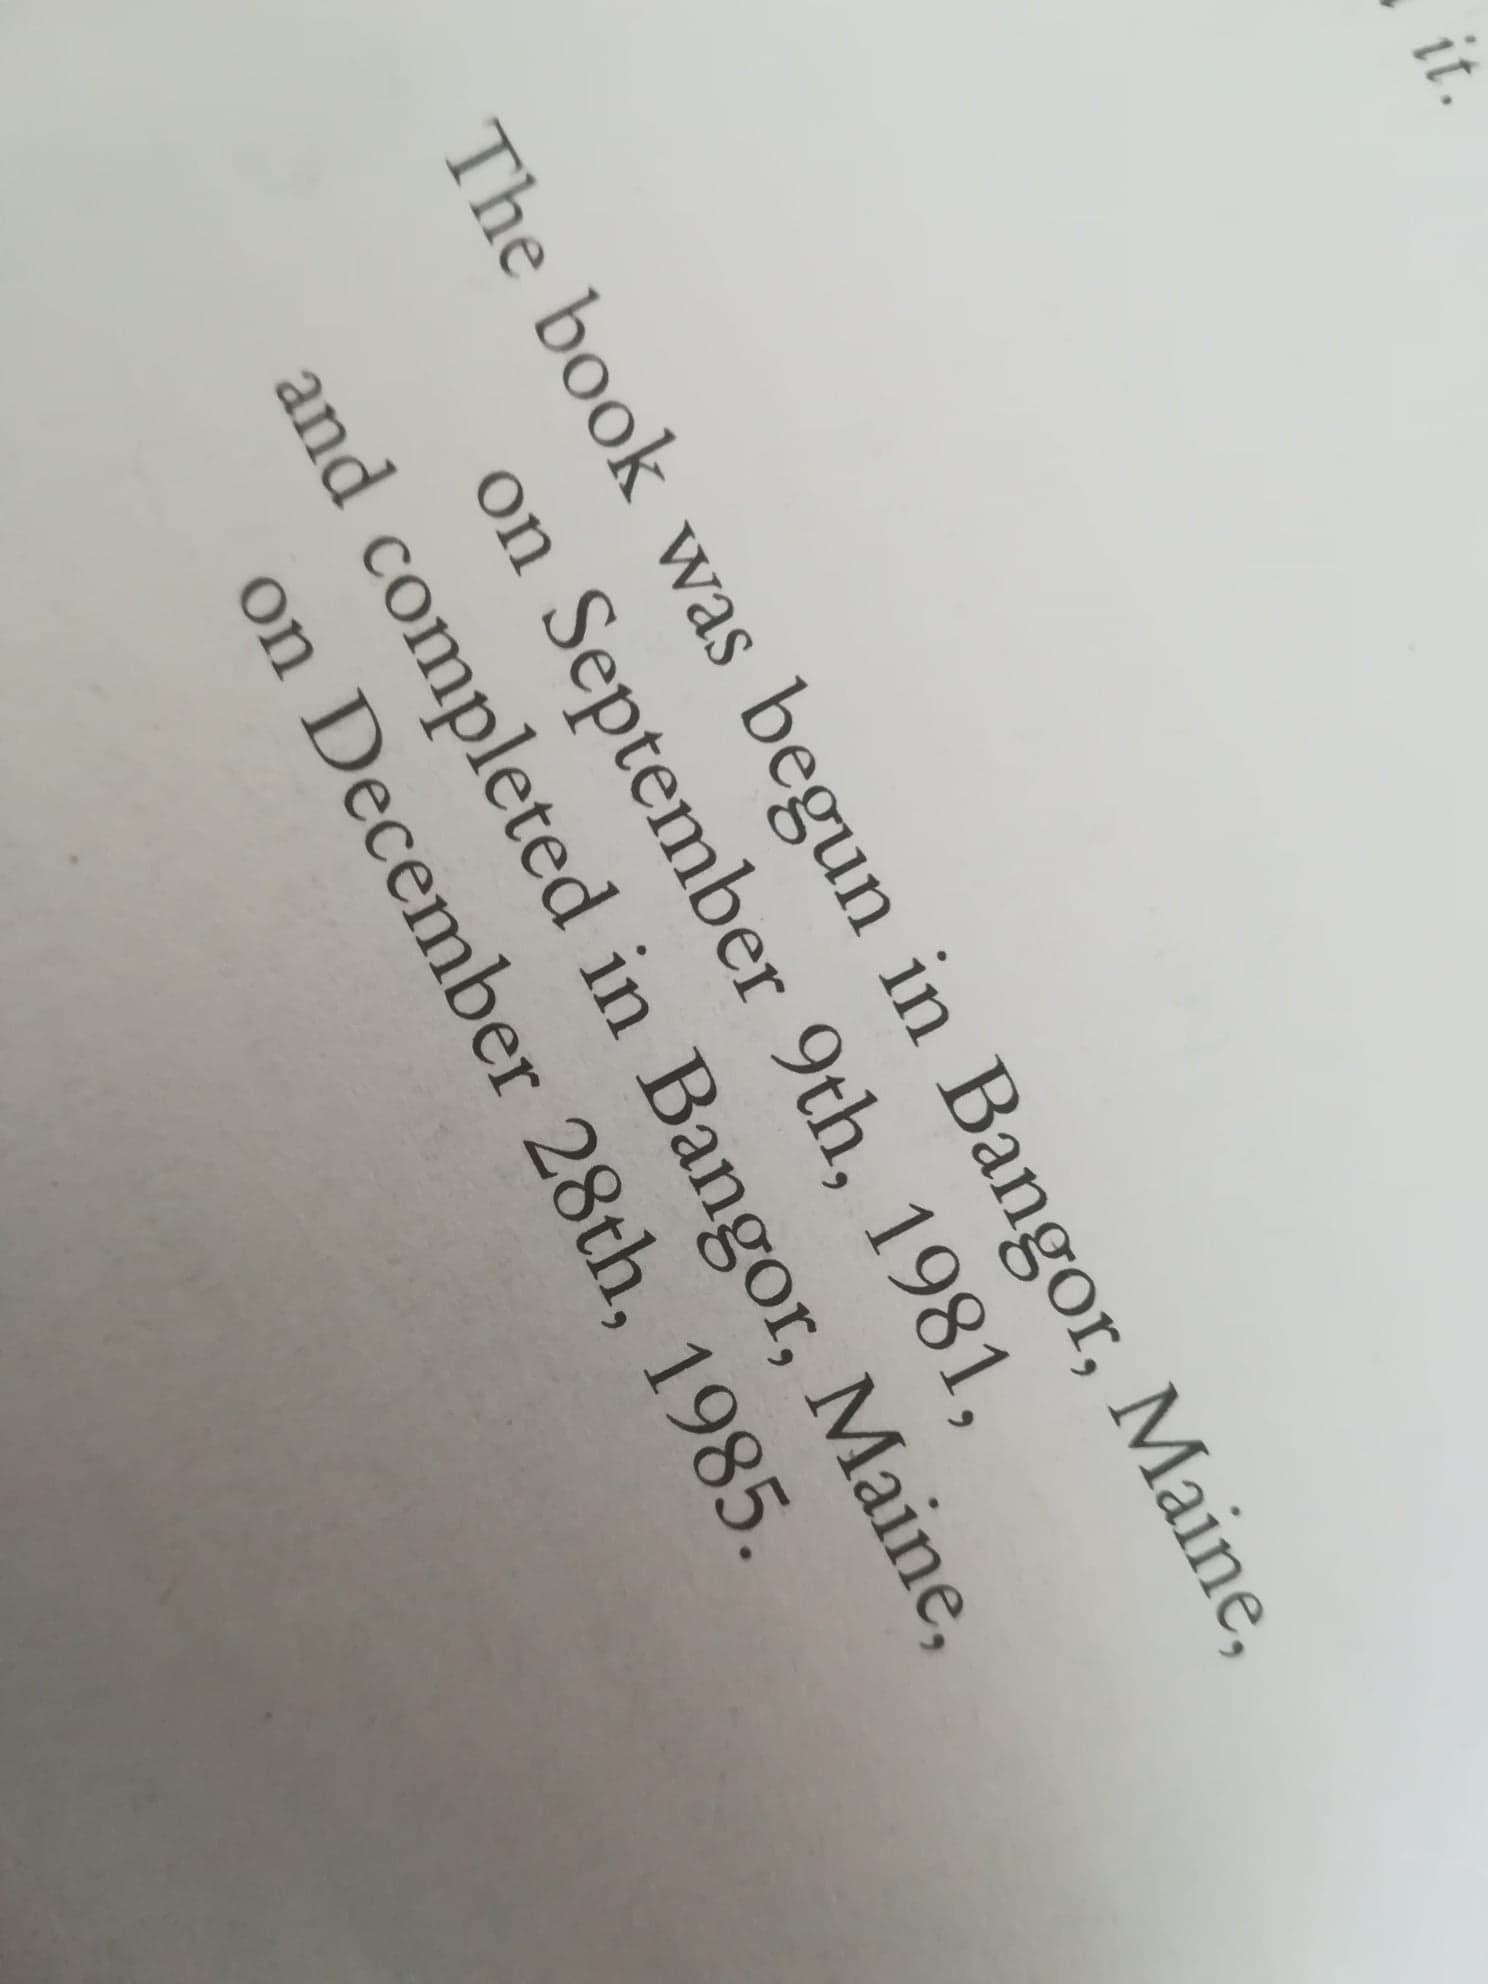 it.
The book was begun in Bangor, Maine,
on September 9th, 1981,
and completed in Bangor, Maine,
on December 28th, 1985.